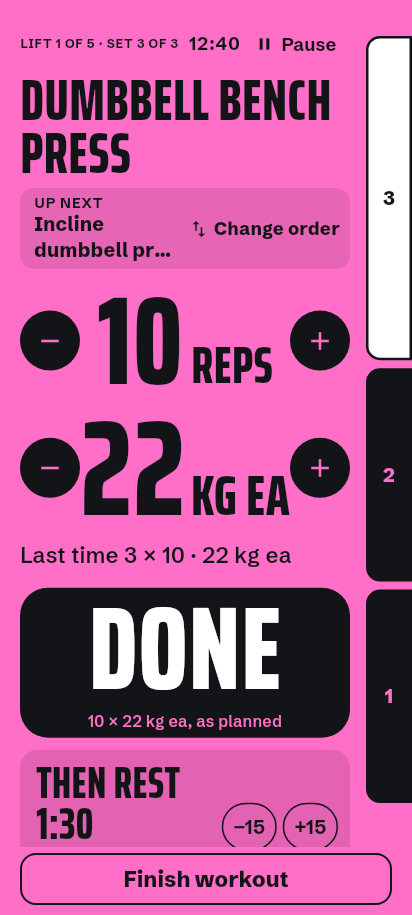 LIFT 1 OF 5 · SET 3 OF 3 12:40 Pause
DUMBBELL BENCH
PRESS
UP NEXT
Incline
dumbbell pr...
Change order
− 10 REPS +
− 22 KG EA +
Last time 3 × 10 · 22 kg ea
DONE
10 × 22 kg ea, as planned
THEN REST
1:30
−15 +15
Finish workout
3
2
1